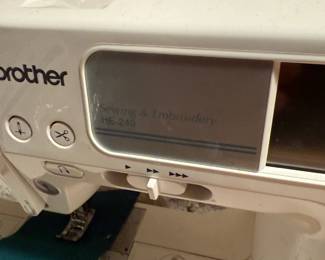 brother
Sewing & Embroidery
HE-240